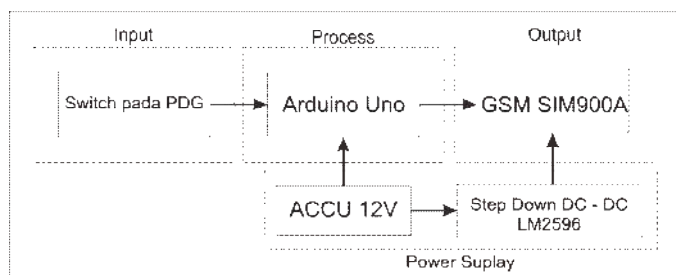 Input
Process
Output
Switch pada PDG
Arduino Uno
GSM SIM900A
ACCU 12V
Step Down DC - DC
LM2596
Power Suplay